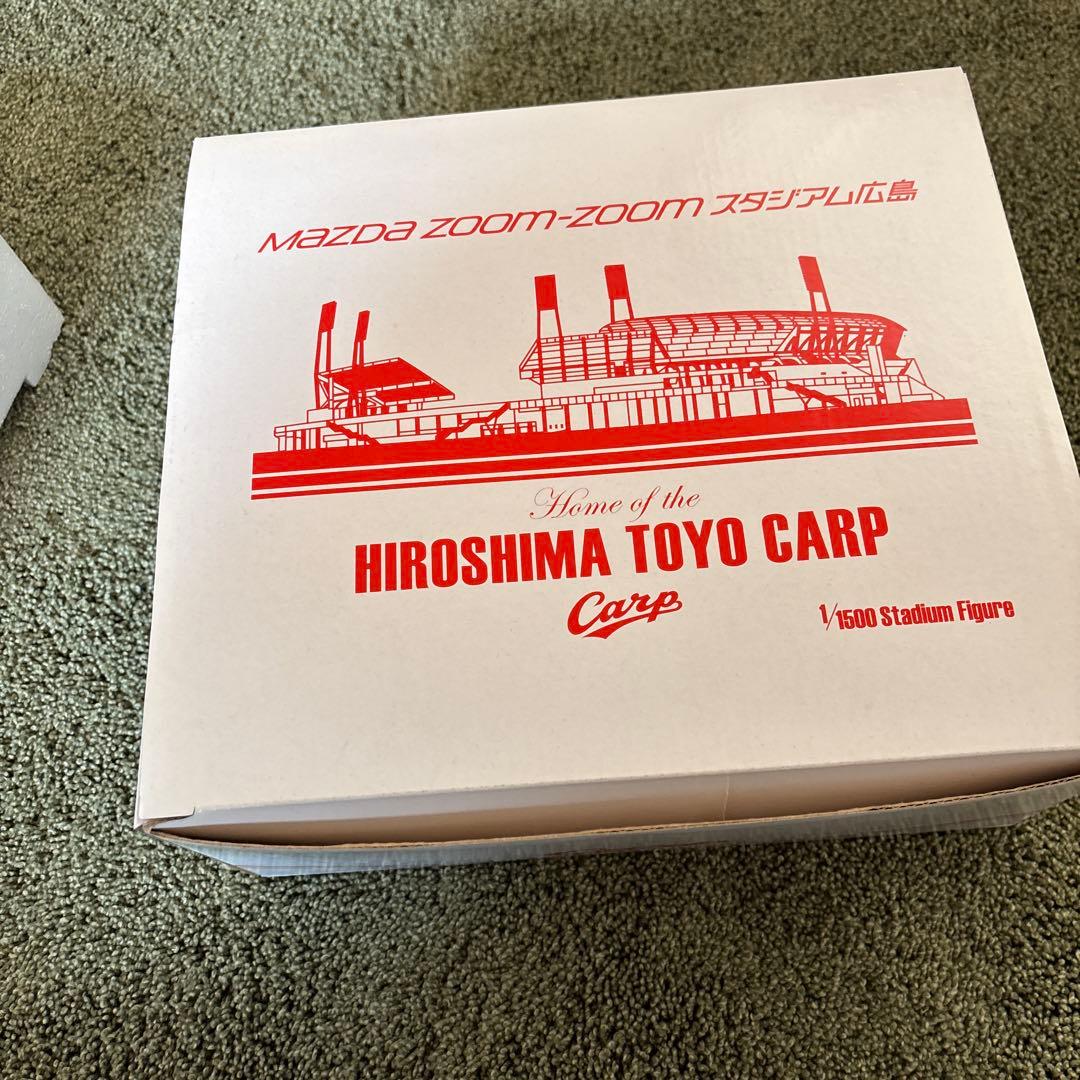 mazda zoom-zoom スタジアム広島
Home of the
HIROSHIMA TOYO CARP
Carp
1/1500 Stadium Figure